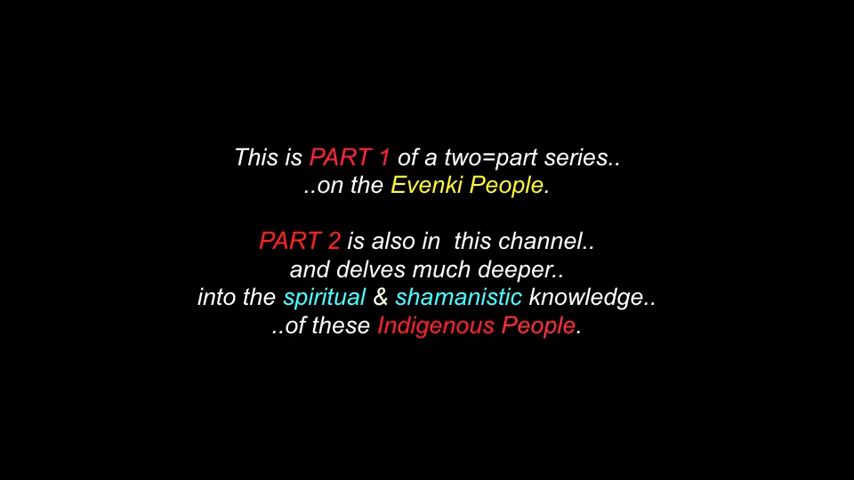 This is PART 1 of a two=part series..
..on the Evenki People.
PART 2 is also in  this channel..
and delves much deeper..
into the spiritual & shamanistic knowledge..
..of these Indigenous People.